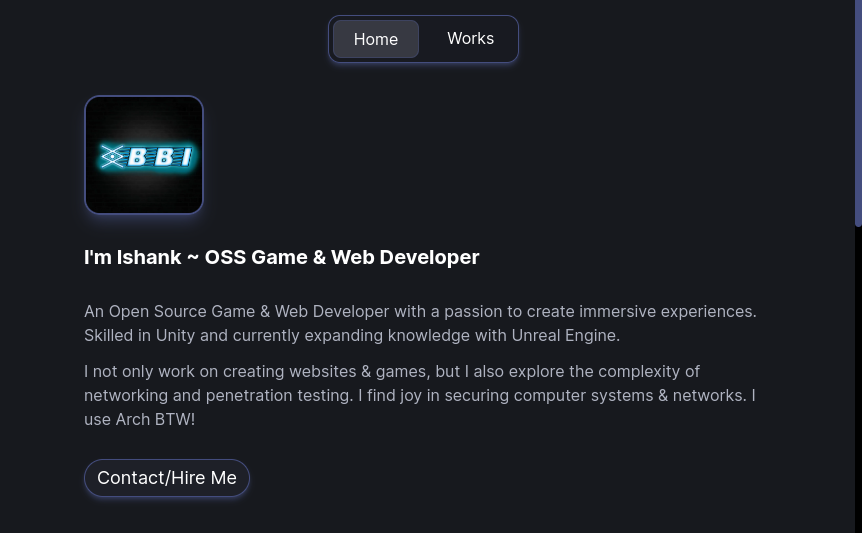 Home Works
BBI
I'm Ishank ~ OSS Game & Web Developer
An Open Source Game & Web Developer with a passion to create immersive experiences.
Skilled in Unity and currently expanding knowledge with Unreal Engine.
I not only work on creating websites & games, but I also explore the complexity of
networking and penetration testing. I find joy in securing computer systems & networks. I
use Arch BTW!
Contact/Hire Me